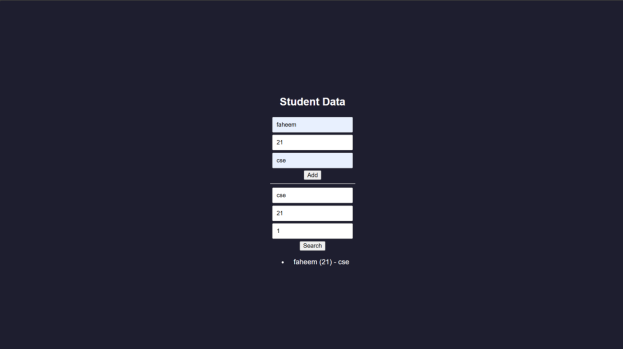 Student Data
faheem
21
cse
Add
cse
21
1
Search
faheem (21) - cse